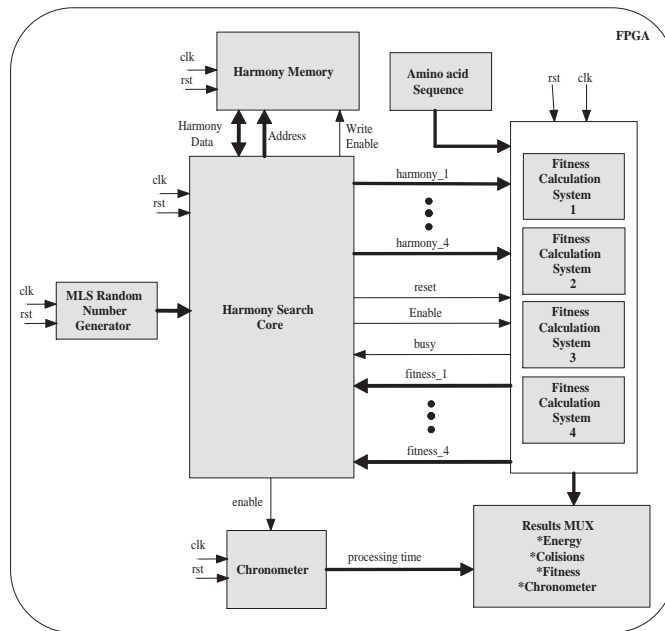 FPGA
clk
rst
Harmony Memory
Amino acid
Sequence
rst
clk
Harmony
Data
Address
Write
Enable
clk
rst
harmony_1
Fitness
Calculation
System
1
harmony_4
Fitness
Calculation
System
2
clk
rst
MLS Random
Number
Generator
Harmony Search
Core
reset
Enable
Fitness
Calculation
System
3
busy
fitness_1
Fitness
Calculation
System
4
fitness_4
enable
clk
rst
Chronometer
processing time
Results MUX
*Energy
*Colisions
*Fitness
*Chronometer